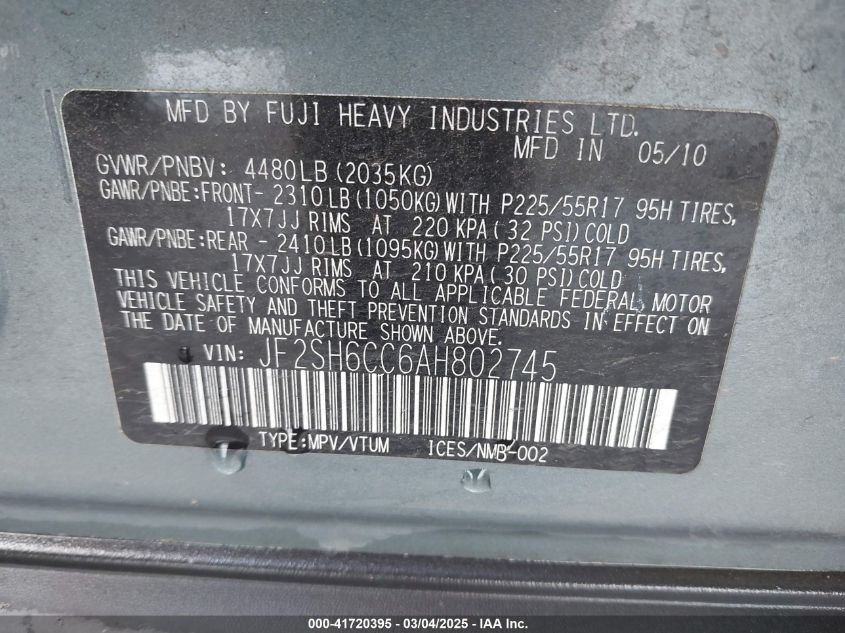 MFD BY FUJI HEAVY INDUSTRIES LTD.
MFD IN 05/10
GVWR/PNBV: 4480LB(2035KG)
GAWR/PNBE:FRONT- 2310LB(1050KG)WITH P225/55R17 95H TIRES,
17X7JJ RIMS AT 220 KPA(32 PSI)COLD
GAWR/PNBE:REAR - 2410LB(1095KG)WITH P225/55R17 95H TIRES,
17X7JJ RIMS AT 210 KPA(30 PSI)COLD
THIS VEHICLE CONFORMS TO ALL APPLICABLE FEDERAL MOTOR
VEHICLE SAFETY AND THEFT PREVENTION STANDARDS IN EFFECT ON
THE DATE OF MANUFACTURE SHOWN ABOVE.
VIN: JF2SH6CC6AH802745
TYPE:MPV/VTUM ICES/NMB-002
000-41720395 - 03/04/2025 - IAA Inc.